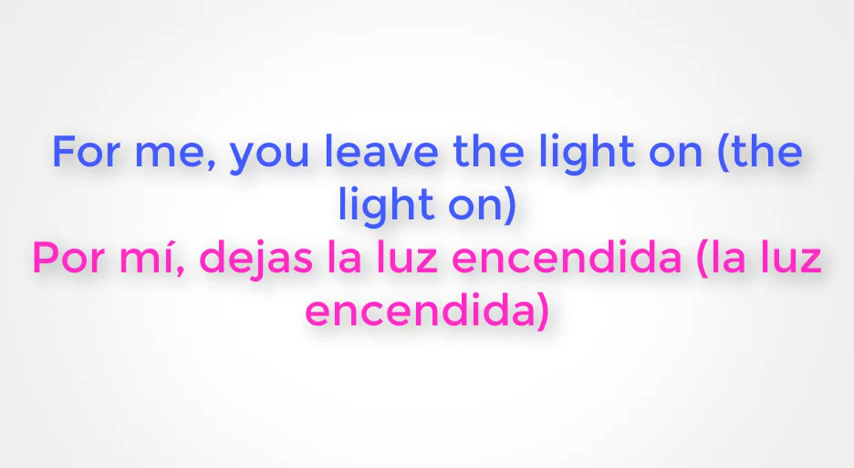 For me, you leave the light on (the
light on)
Por mí, dejas la luz encendida (la luz
encendida)